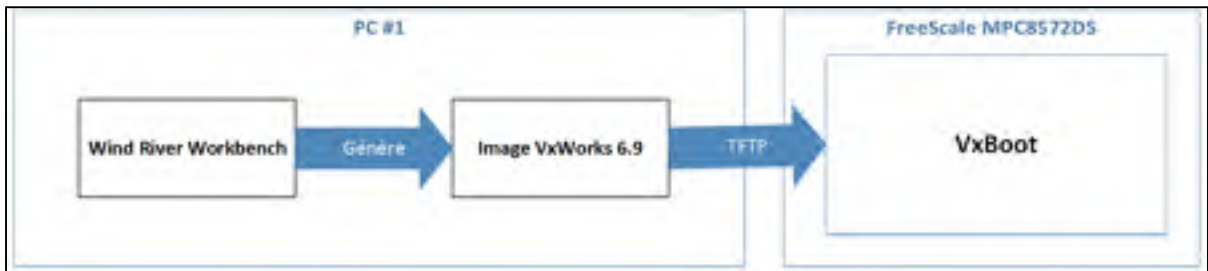 PC #1
FreeScale MPC8572DS
Wind River Workbench
Génère
Image VxWorks 6.9
TFTP
VxBoot